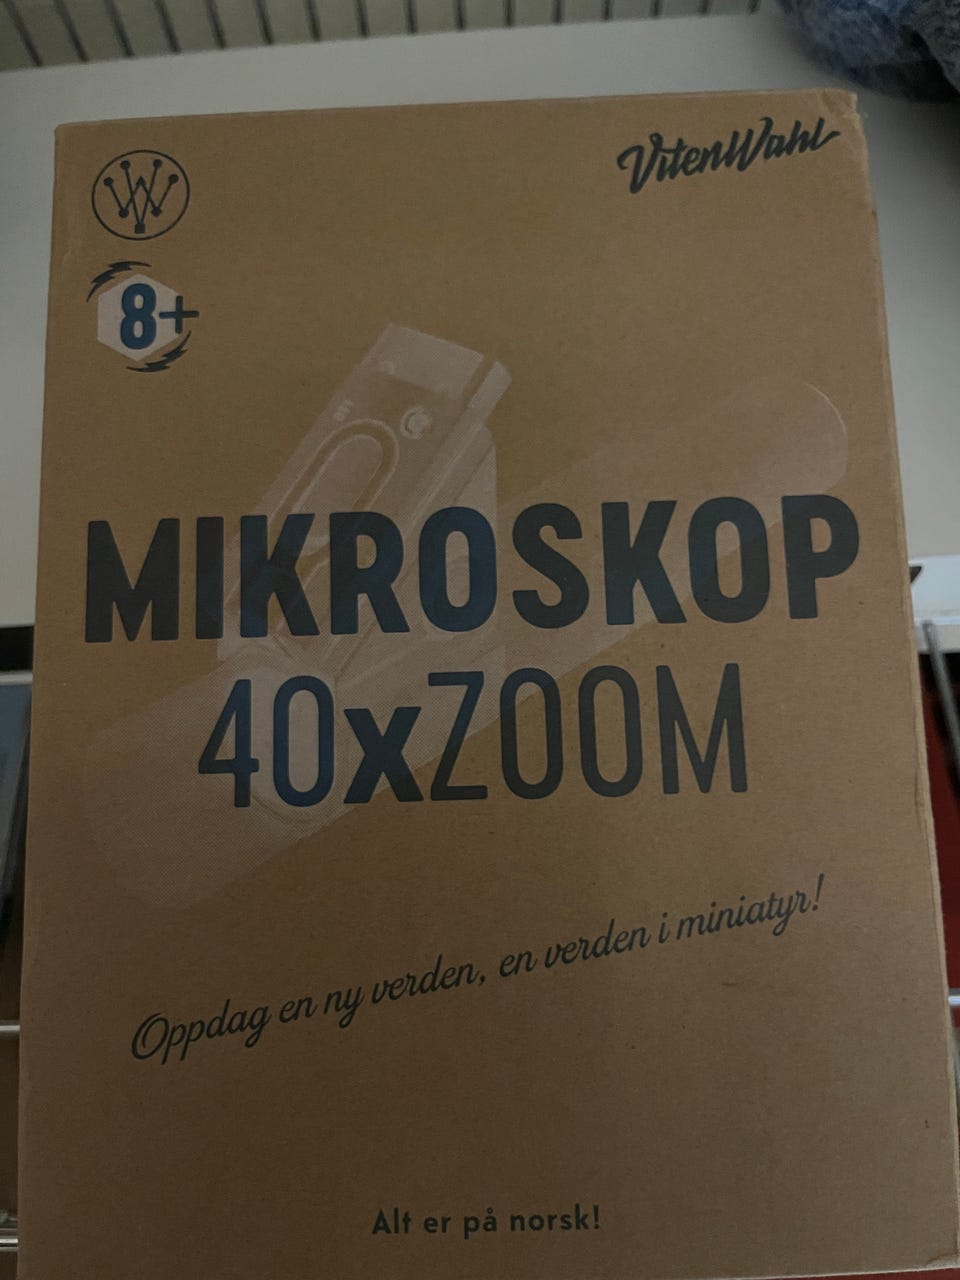 VitenWahl
8+
MIKROSKOP
40xZOOM
Oppdag en ny verden, en verden i miniatyr!
Alt er på norsk!